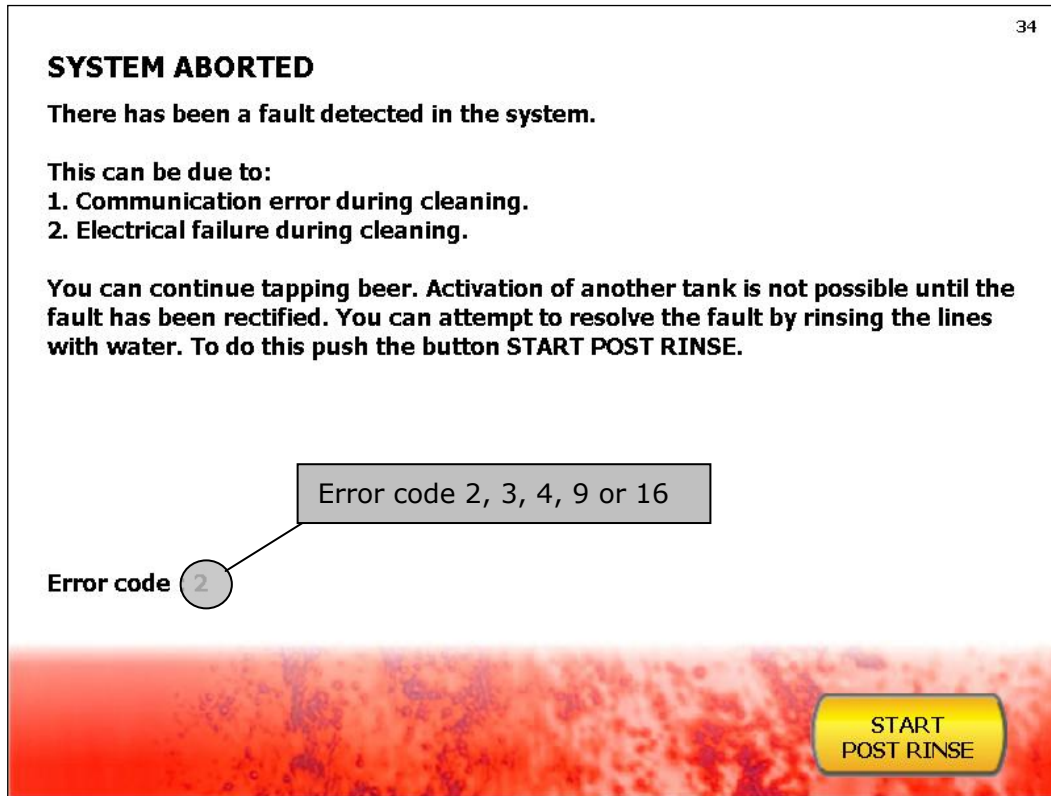 34
SYSTEM ABORTED
There has been a fault detected in the system.
This can be due to:
1. Communication error during cleaning.
2. Electrical failure during cleaning.
You can continue tapping beer. Activation of another tank is not possible until the
fault has been rectified. You can attempt to resolve the fault by rinsing the lines
with water. To do this push the button START POST RINSE.
Error code 2, 3, 4, 9 or 16
Error code 2
START
POST RINSE